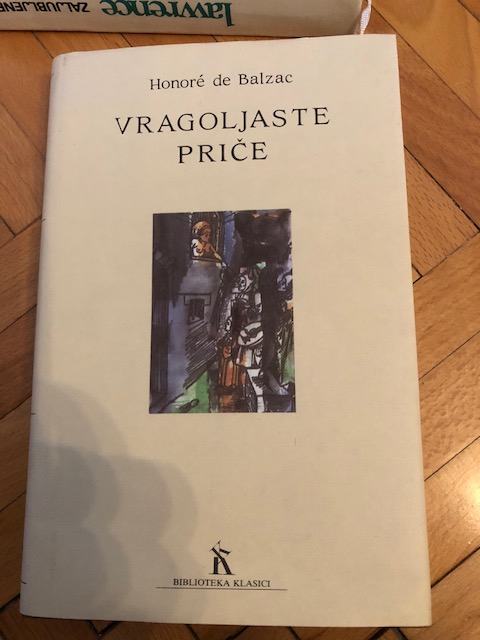 lawrence
ZALJUBLJENE
Honoré de Balzac
VRAGOLJASTE
PRIČE
K
BIBLIOTEKA KLASICI